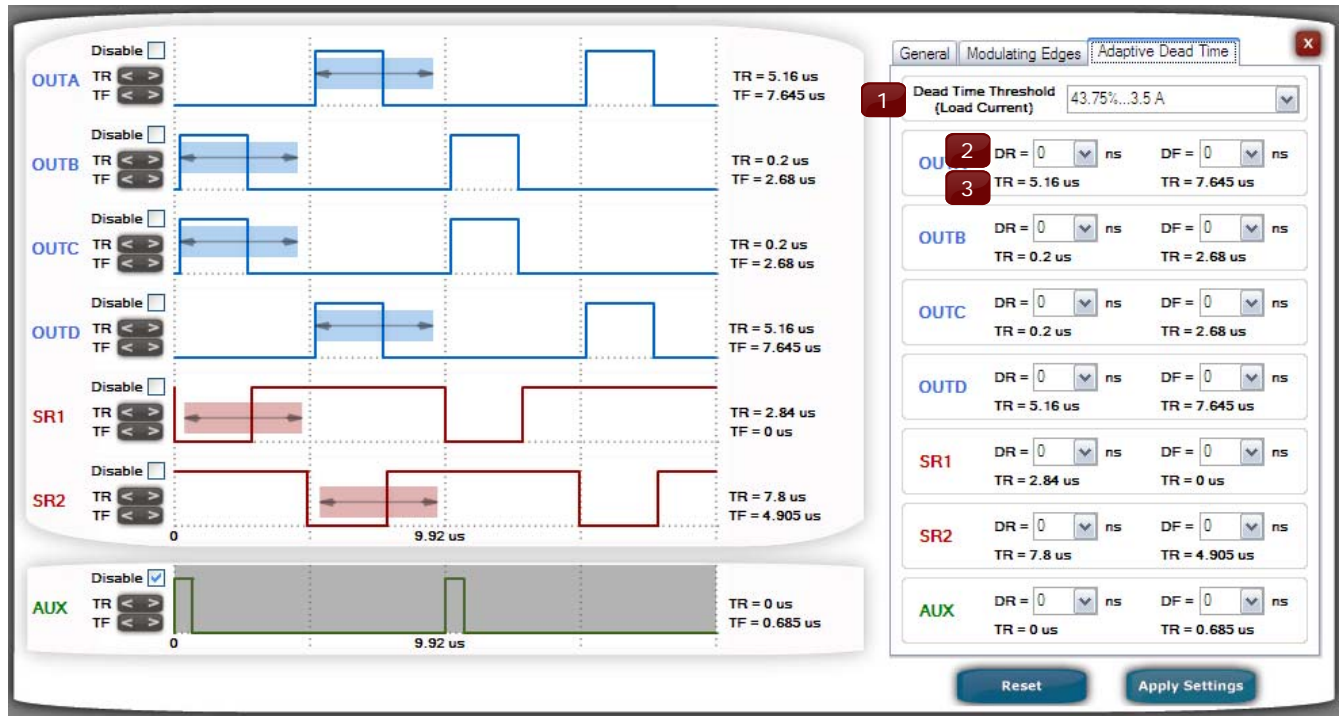 Disable
OUTA TR < > TR = 5.16 us
TF < > TF = 7.645 us
Disable
OUTB TR < > TR = 0.2 us
TF < > TF = 2.68 us
Disable
OUTC TR < > TR = 0.2 us
TF < > TF = 2.68 us
Disable
OUTD TR < > TR = 5.16 us
TF < > TF = 7.645 us
Disable
SR1 TR < > TR = 2.84 us
TF < > TF = 0 us
Disable
SR2 TR < > TR = 7.8 us
TF < > TF = 4.905 us
0 9.92 us
Disable
AUX TR < > TR = 0 us
TF < > TF = 0.685 us
0 9.92 us
X
General Modulating Edges Adaptive Dead Time
1 Dead Time Threshold 43.75%...3.5 A
(Load Current)
OU 2 DR = 0 ns DF = 0 ns
3 TR = 5.16 us TR = 7.645 us
OUTB DR = 0 ns DF = 0 ns
TR = 0.2 us TR = 2.68 us
OUTC DR = 0 ns DF = 0 ns
TR = 0.2 us TR = 2.68 us
OUTD DR = 0 ns DF = 0 ns
TR = 5.16 us TR = 7.645 us
SR1 DR = 0 ns DF = 0 ns
TR = 2.84 us TR = 0 us
SR2 DR = 0 ns DF = 0 ns
TR = 7.8 us TR = 4.905 us
AUX DR = 0 ns DF = 0 ns
TR = 0 us TR = 0.685 us
Reset Apply Settings